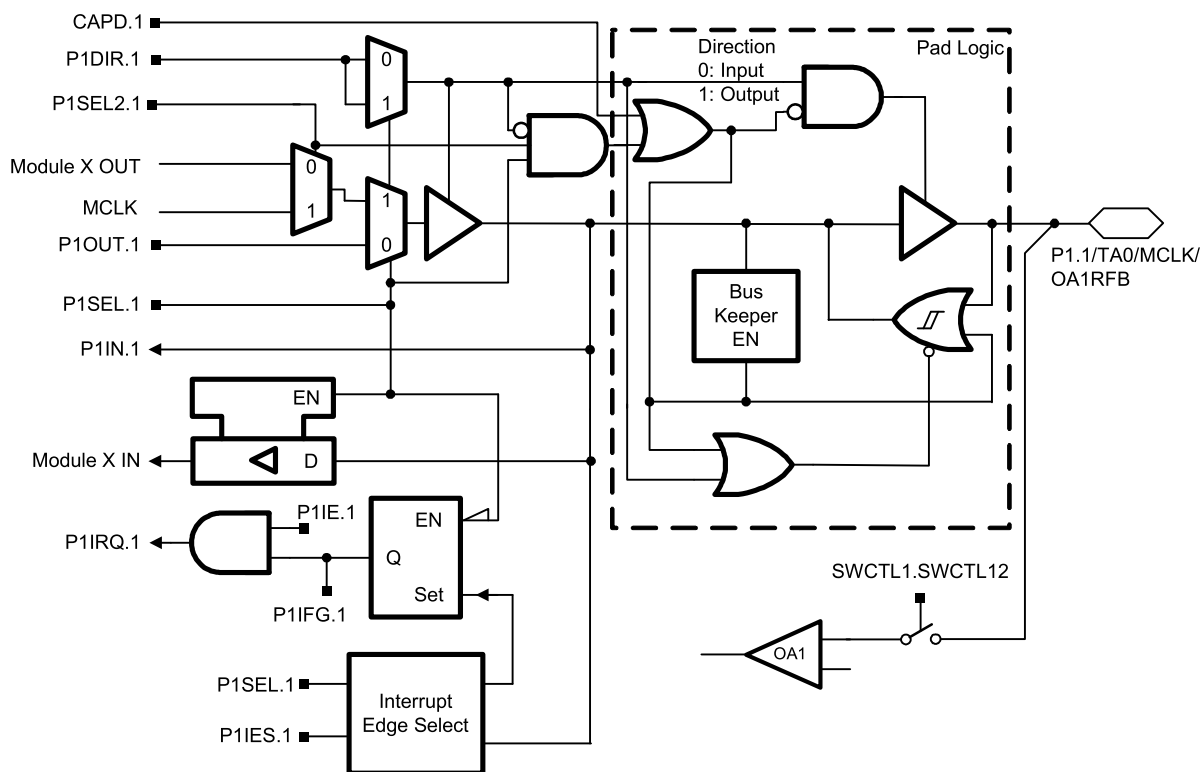 CAPD.1
P1DIR.1
P1SEL2.1
Module X OUT
MCLK
P1OUT.1
P1SEL.1
P1IN.1
Module X IN
P1IRQ.1
0
1
0
1
1
0
Direction
0: Input
1: Output
Pad Logic
Bus
Keeper
EN
P1.1/TA0/MCLK/
OA1RFB
EN
D
P1IE.1
P1IFG.1
EN
Q
Set
P1SEL.1
P1IES.1
Interrupt
Edge Select
SWCTL1.SWCTL12
OA1